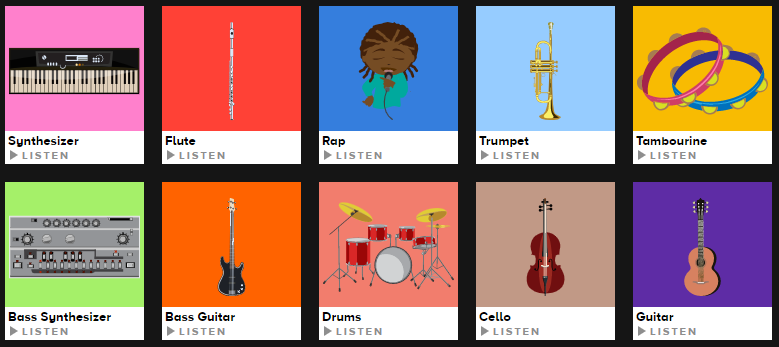 Synthesizer
LISTEN
Flute
LISTEN
Rap
LISTEN
Trumpet
LISTEN
Tambourine
LISTEN
Bass Synthesizer
LISTEN
Bass Guitar
LISTEN
Drums
LISTEN
Cello
LISTEN
Guitar
LISTEN